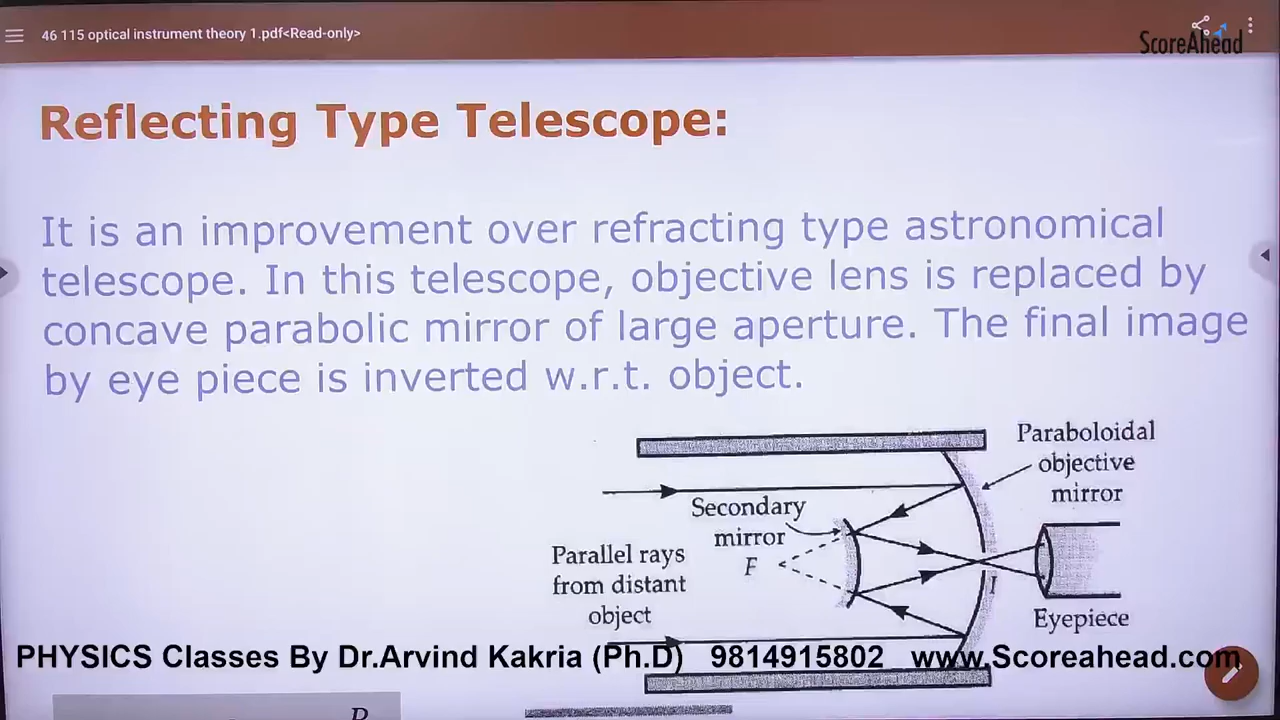 46 115 optical instrument theory 1.pdf<Read-only>
ScoreAhead
Reflecting Type Telescope:
It is an improvement over refracting type astronomical
telescope. In this telescope, objective lens is replaced by
concave parabolic mirror of large aperture. The final image
by eye piece is inverted w.r.t. object.
Paraboloidal
objective
mirror
Secondary
mirror
F
Parallel rays
from distant
object
I
Eyepiece
PHYSICS Classes By Dr.Arvind Kakria (Ph.D) 9814915802 www.Scoreahead.com